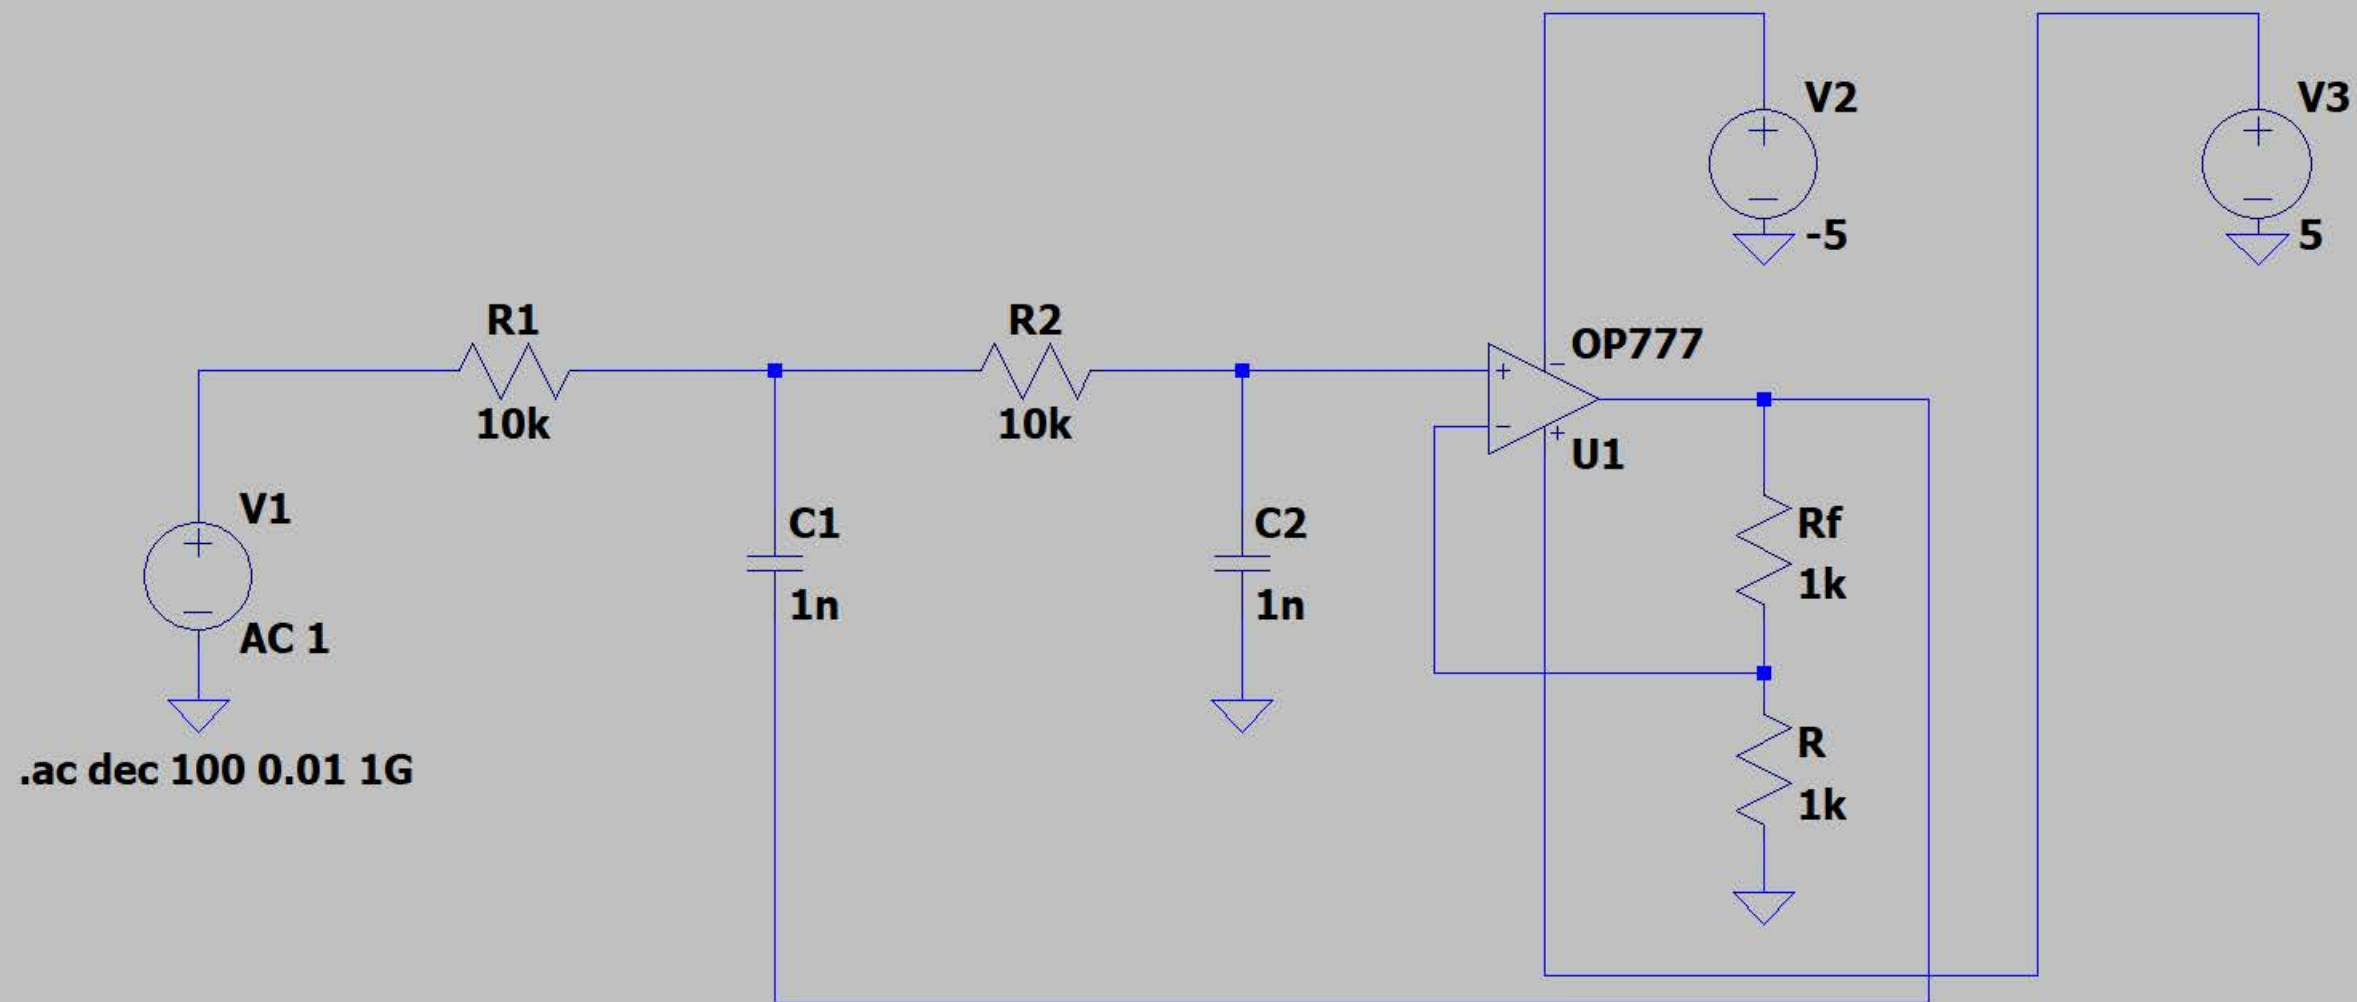 V2
V3
-5
5
R1
R2
OP777
10k
10k
U1
V1
C1
C2
Rf
1n
1n
1k
AC 1
R
.ac dec 100 0.01 1G
1k